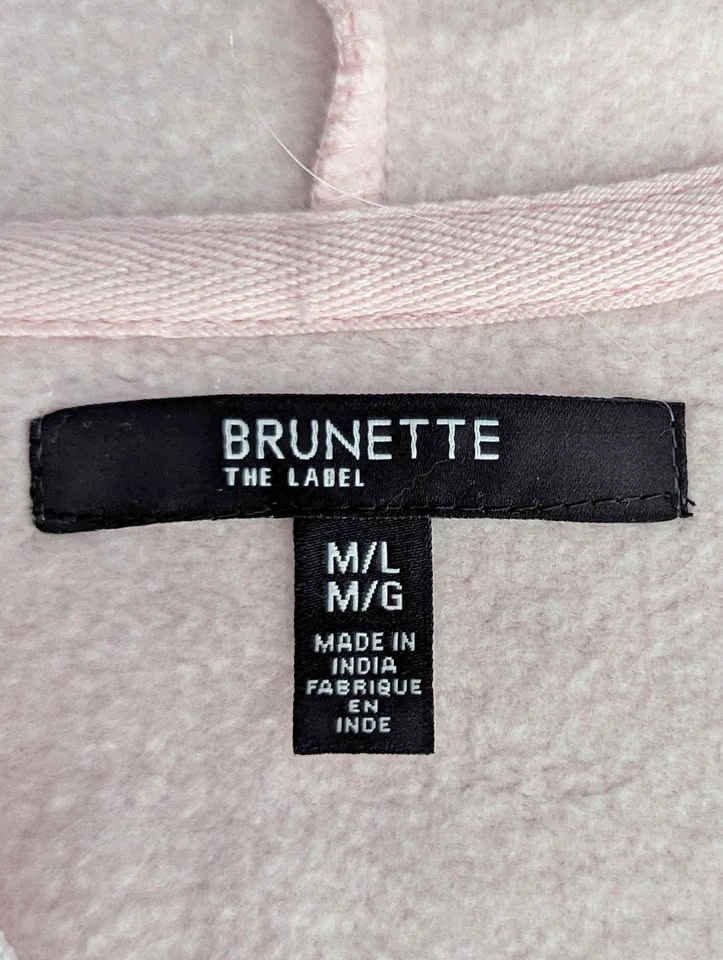 BRUNETTE
THE LABEL
M/L
M/G
MADE IN
INDIA
FABRIQUE
EN
INDE